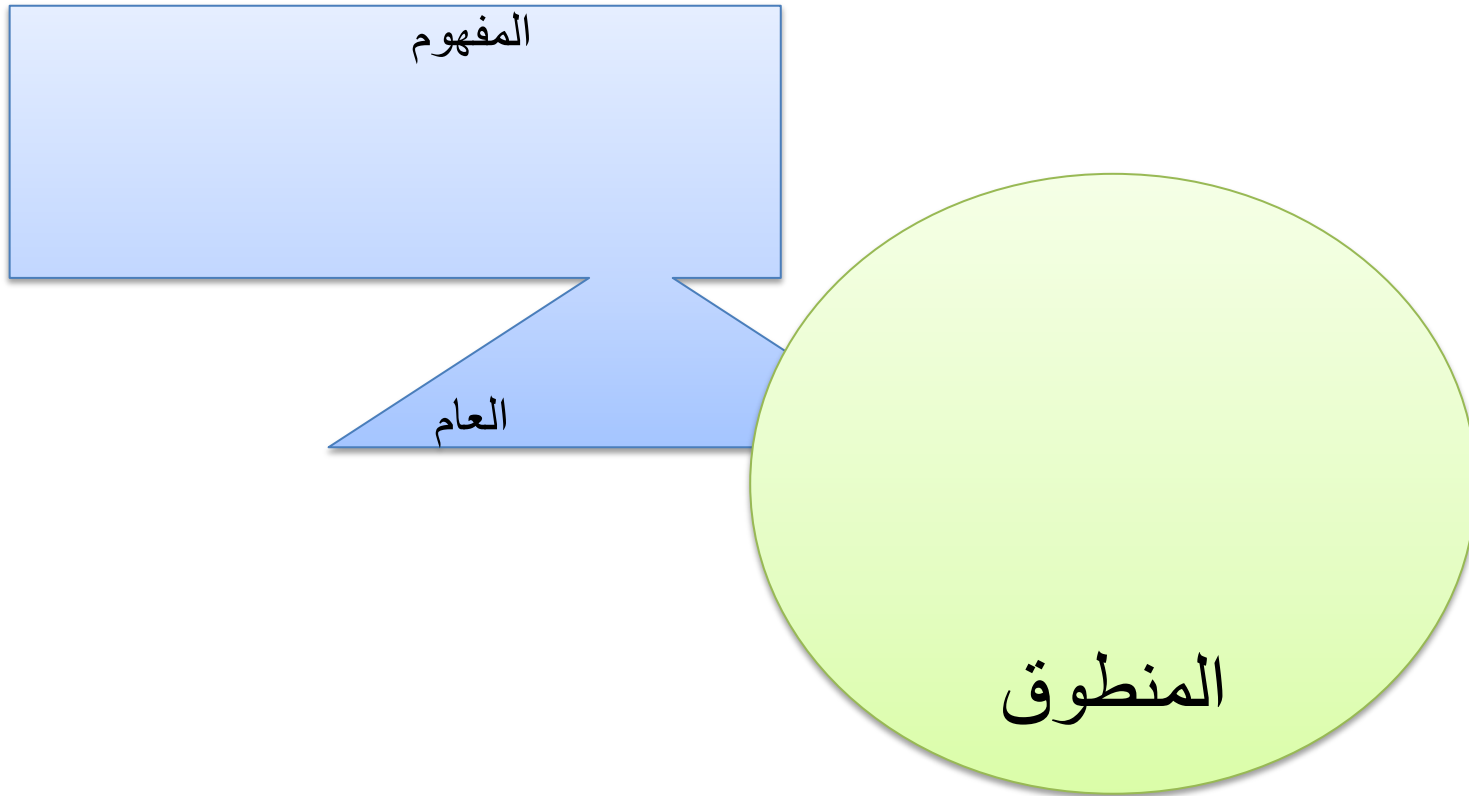 المفهوم
العام
المنطوق